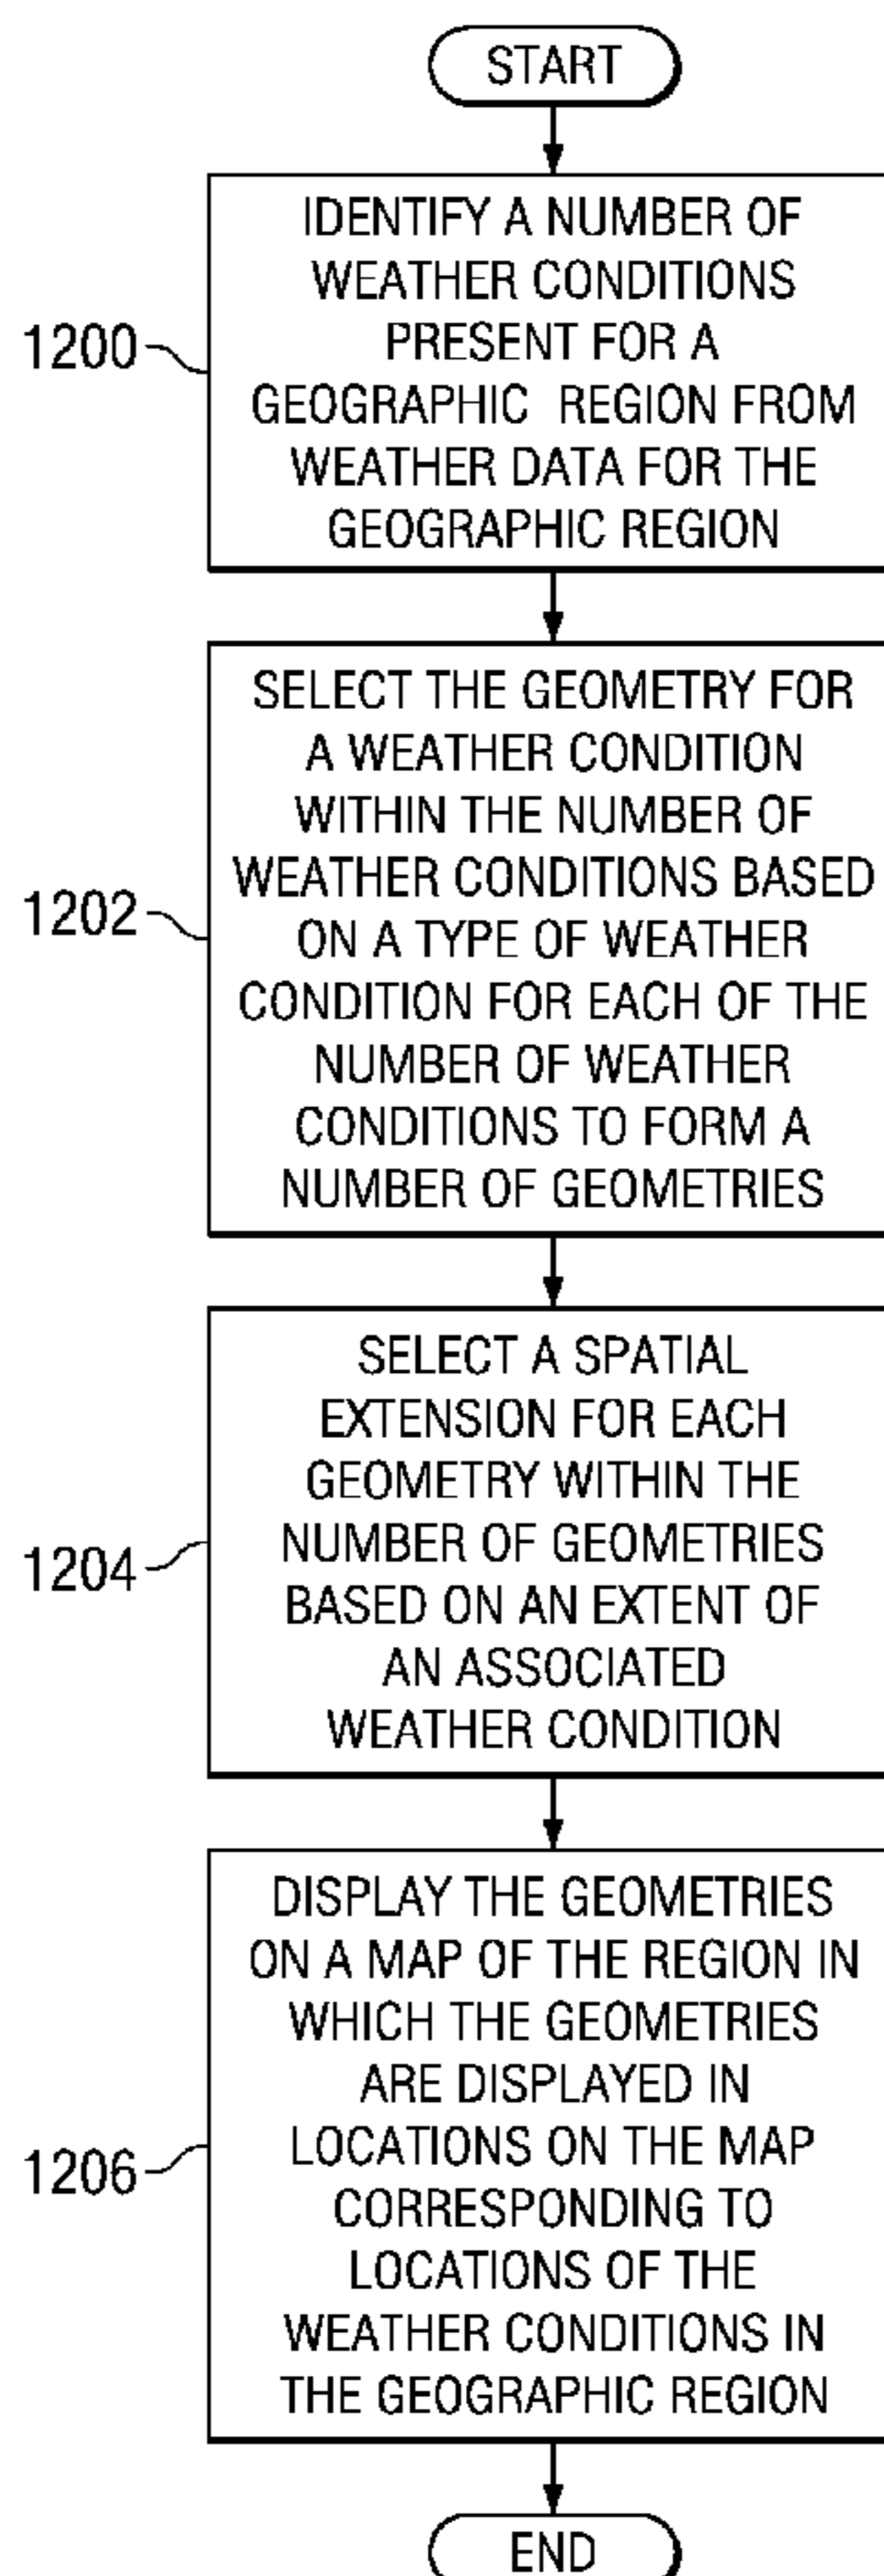 START
IDENTIFY A NUMBER OF
WEATHER CONDITIONS
PRESENT FOR A
GEOGRAPHIC REGION FROM
WEATHER DATA FOR THE
GEOGRAPHIC REGION
1200
SELECT THE GEOMETRY FOR
A WEATHER CONDITION
WITHIN THE NUMBER OF
WEATHER CONDITIONS BASED
ON A TYPE OF WEATHER
CONDITION FOR EACH OF THE
NUMBER OF WEATHER
CONDITIONS TO FORM A
NUMBER OF GEOMETRIES
1202
SELECT A SPATIAL
EXTENSION FOR EACH
GEOMETRY WITHIN THE
NUMBER OF GEOMETRIES
BASED ON AN EXTENT OF
AN ASSOCIATED
WEATHER CONDITION
1204
DISPLAY THE GEOMETRIES
ON A MAP OF THE REGION IN
WHICH THE GEOMETRIES
ARE DISPLAYED IN
LOCATIONS ON THE MAP
CORRESPONDING TO
LOCATIONS OF THE
WEATHER CONDITIONS IN
THE GEOGRAPHIC REGION
1206
END